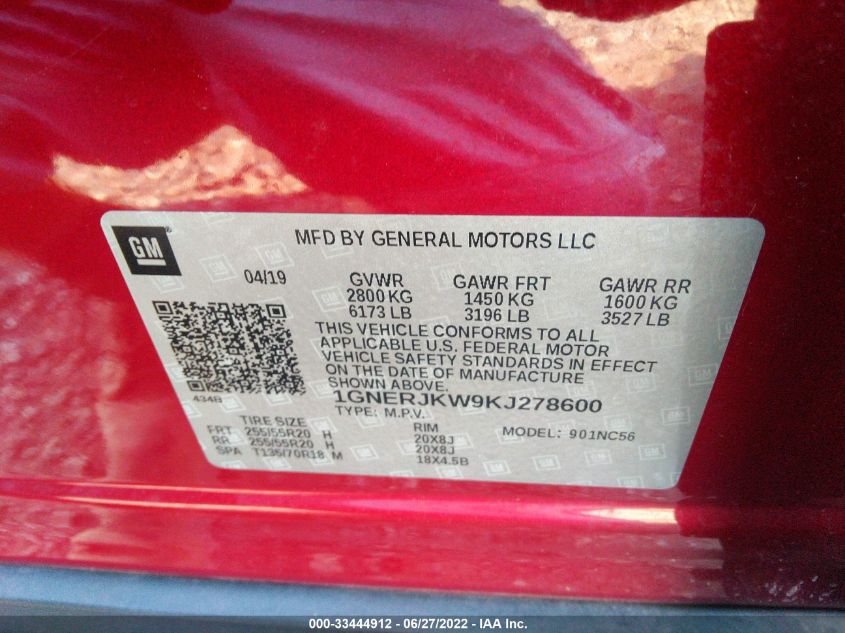 GM
MFD BY GENERAL MOTORS LLC
04/19 GVWR GAWR FRT GAWR RR
2800 KG 1450 KG 1600 KG
6173 LB 3196 LB 3527 LB
THIS VEHICLE CONFORMS TO ALL
APPLICABLE U.S. FEDERAL MOTOR
VEHICLE SAFETY STANDARDS IN EFFECT
ON THE DATE OF MANUFACTURE
SHOWN ABOVE.
434B
1GNERJKW9KJ278600
TYPE: M.P.V. MODEL: 901NC56
TIRE SIZE RIM
FRT 255/55R20 H 20X8J
RR 255/55R20 H 20X8J
SPA T135/70R18 M 18X4.5B
000-33444912 / 06/27/2022 - IAA Inc.